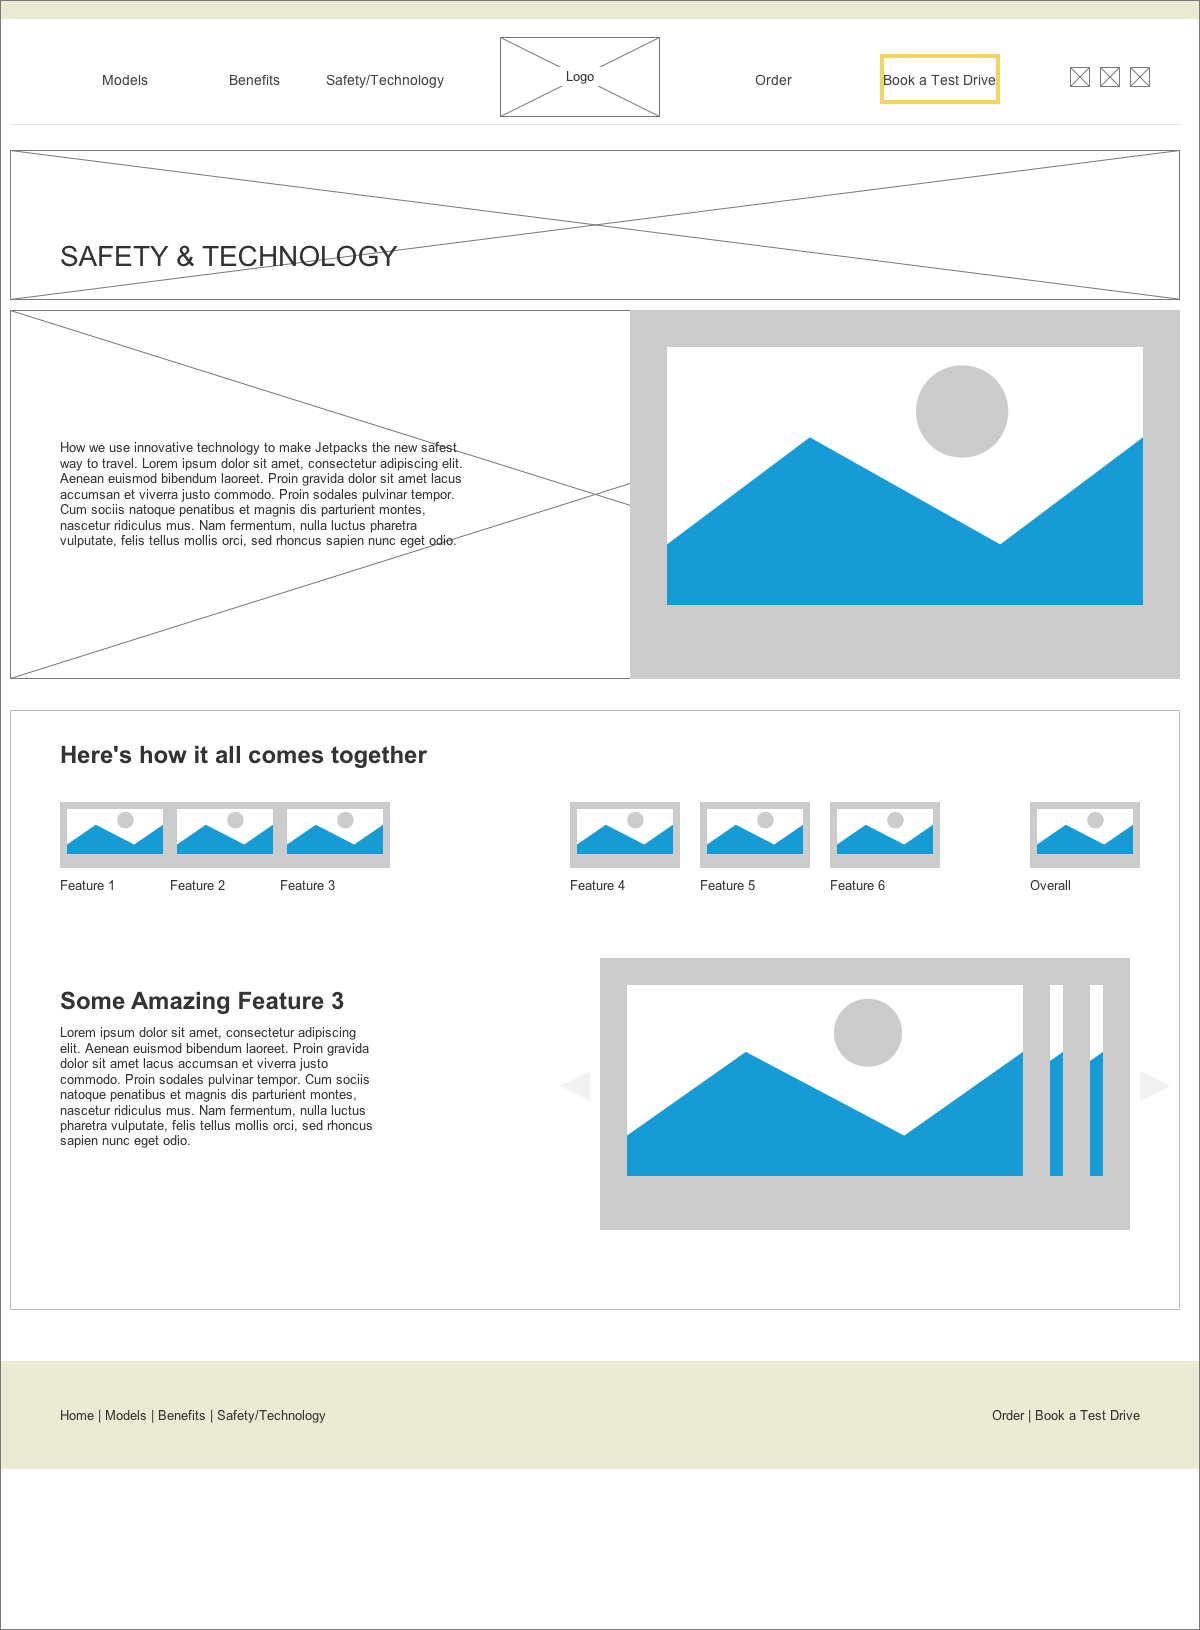 Models
Benefits
Safety/Technology
Logo
Order
Book a Test Drive
SAFETY & TECHNOLOGY
How we use innovative technology to make Jetpacks the new safest
way to travel. Lorem ipsum dolor sit amet, consectetur adipiscing elit.
Aenean euismod bibendum laoreet. Proin gravida dolor sit amet lacus
accumsan et viverra justo commodo. Proin sodales pulvinar tempor.
Cum sociis natoque penatibus et magnis dis parturient montes,
nascetur ridiculus mus. Nam fermentum, nulla luctus pharetra
vulputate, felis tellus mollis orci, sed rhoncus sapien nunc eget odio.
Here's how it all comes together
Feature 1
Feature 2
Feature 3
Feature 4
Feature 5
Feature 6
Overall
Some Amazing Feature 3
Lorem ipsum dolor sit amet, consectetur adipiscing
elit. Aenean euismod bibendum laoreet. Proin gravida
dolor sit amet lacus accumsan et viverra justo
commodo. Proin sodales pulvinar tempor. Cum sociis
natoque penatibus et magnis dis parturient montes,
nascetur ridiculus mus. Nam fermentum, nulla luctus
pharetra vulputate, felis tellus mollis orci, sed rhoncus
sapien nunc eget odio.
Home | Models | Benefits | Safety/Technology
Order | Book a Test Drive